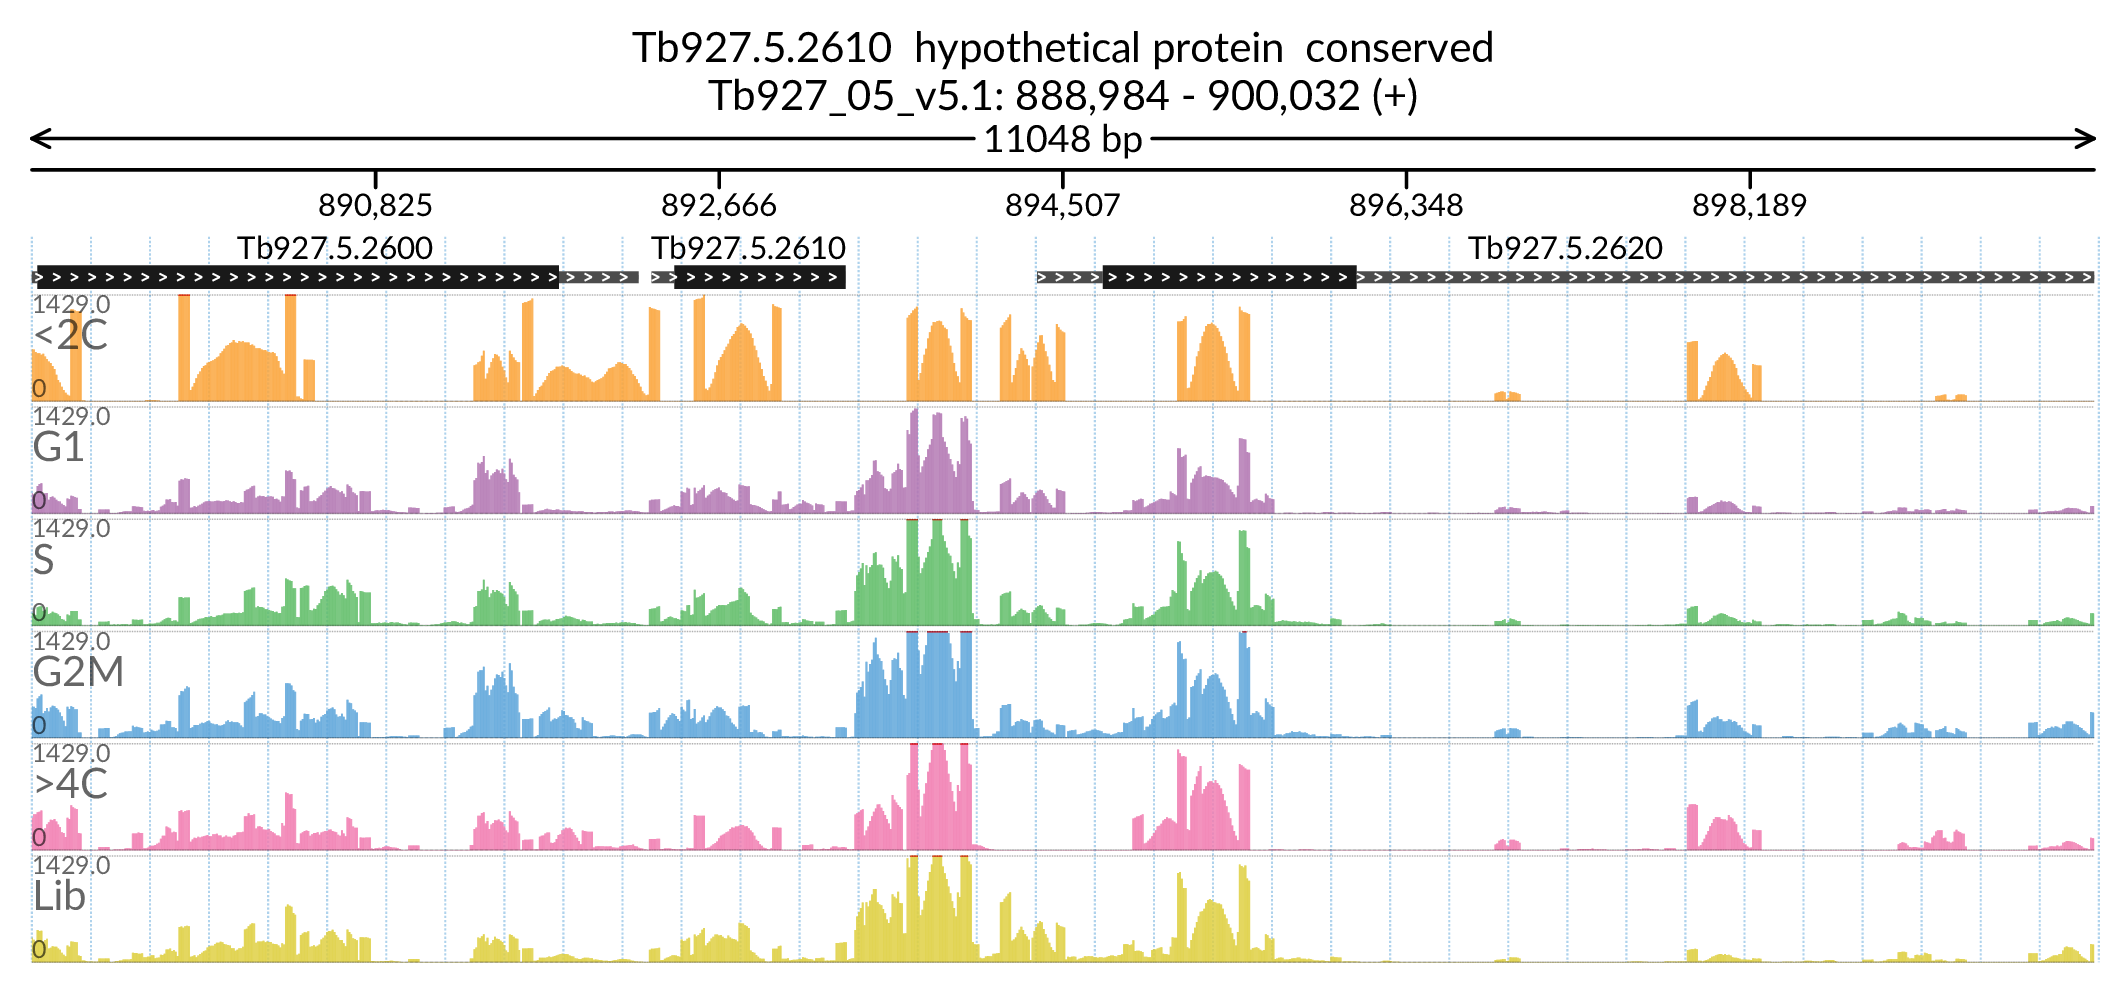 Tb927.5.2610  hypothetical protein  conserved
Tb927_05_v5.1: 888,984 - 900,032 (+)
11048 bp
890,825 892,666 894,507 896,348 898,189
Tb927.5.2600 Tb927.5.2610 Tb927.5.2620
1429.0
<2C
0
1429.0
G1
0
1429.0
S
0
1429.0
G2M
0
1429.0
>4C
0
1429.0
Lib
0